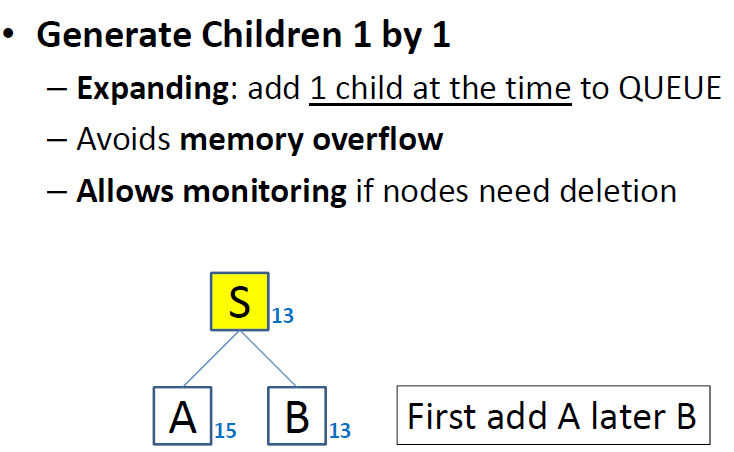 • Generate Children 1 by 1
– Expanding: add 1 child at the time to QUEUE
– Avoids memory overflow
– Allows monitoring if nodes need deletion
S 13
A 15 B 13 First add A later B